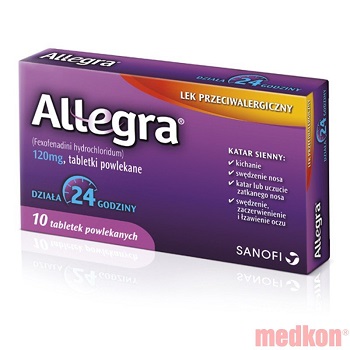 DZIAŁA 24 GODZINY
LEK PRZECIWALERGICZNY
Allegra®
(Fexofenadini hydrochloridum)
120mg, tabletki powlekane
DZIAŁA 24 GODZINY
10 tabletek powlekanych
KATAR SIENNY:
✓ kichanie
✓ swędzenie nosa
✓ katar lub uczucie
zatkanego nosa
✓ swędzenie,
zaczerwienienie
i łzawienie oczu
SANOFI
medkon®